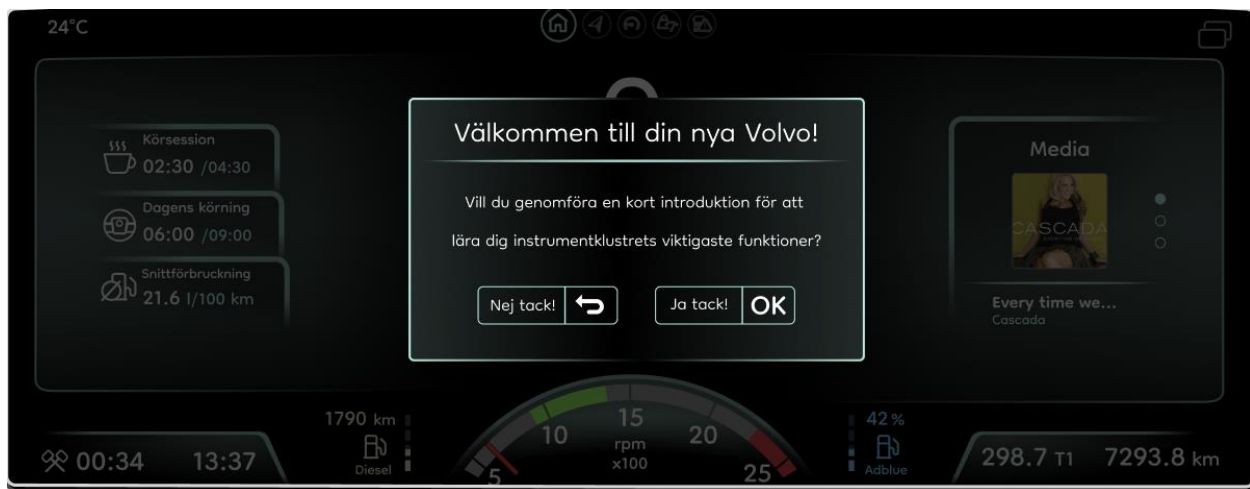 24°C
Körsession
02:30 /04:30
Dagens körning
06:00 /09:00
Snittförbruckning
21.6 l/100 km
Välkommen till din nya Volvo!
Vill du genomföra en kort introduktion för att
lära dig instrumentklustrets viktigaste funktioner?
Nej tack!
Ja tack! OK
Media
CASCADA
Every time we...
Cascada
00:34 13:37
1790 km
Diesel
5 10 15 20 25
rpm
x100
42 %
Adblue
298.7 T1 7293.8 km